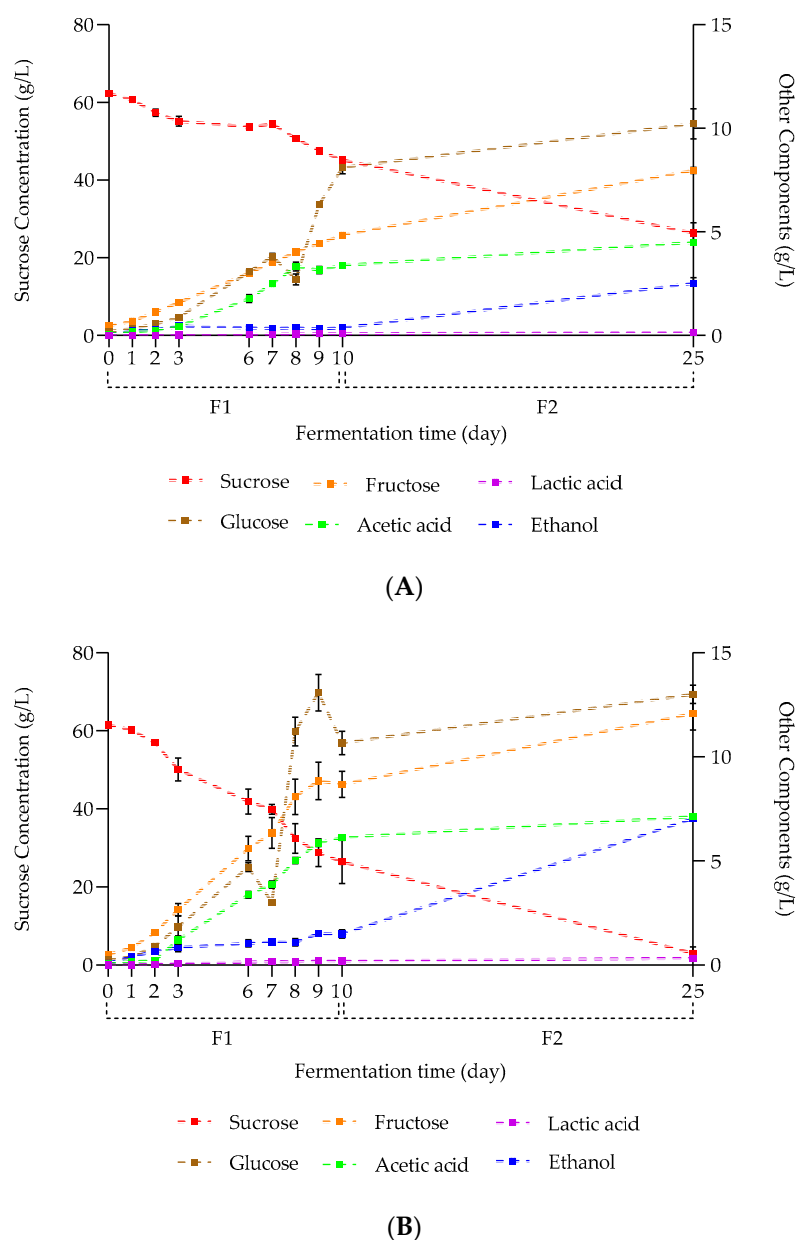 80
60
40
20
0
Sucrose Concentration (g/L)
15
10
5
0
Other Components (g/L)
0 1 2 3 6 7 8 9 10 25
F1 F2
Fermentation time (day)
Sucrose Fructose Lactic acid
Glucose Acetic acid Ethanol
(A)
80
60
40
20
0
Sucrose Concentration (g/L)
15
10
5
0
Other Components (g/L)
0 1 2 3 6 7 8 9 10 25
F1 F2
Fermentation time (day)
Sucrose Fructose Lactic acid
Glucose Acetic acid Ethanol
(B)